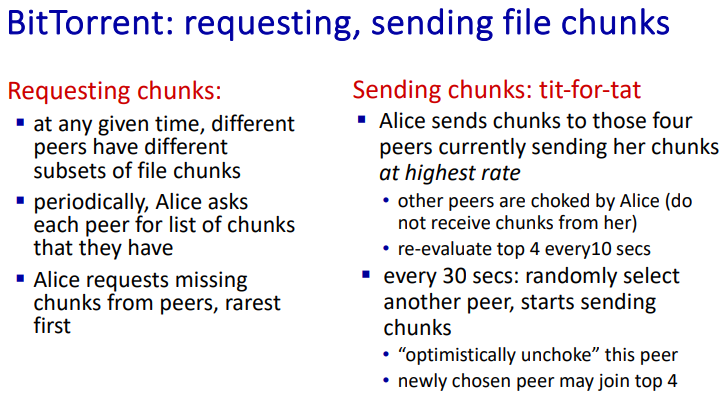 BitTorrent: requesting, sending file chunks
Requesting chunks:
▪ at any given time, different
peers have different
subsets of file chunks
▪ periodically, Alice asks
each peer for list of chunks
that they have
▪ Alice requests missing
chunks from peers, rarest
first
Sending chunks: tit-for-tat
▪ Alice sends chunks to those four
peers currently sending her chunks
at highest rate
• other peers are choked by Alice (do
not receive chunks from her)
• re-evaluate top 4 every10 secs
▪ every 30 secs: randomly select
another peer, starts sending
chunks
• “optimistically unchoke” this peer
• newly chosen peer may join top 4